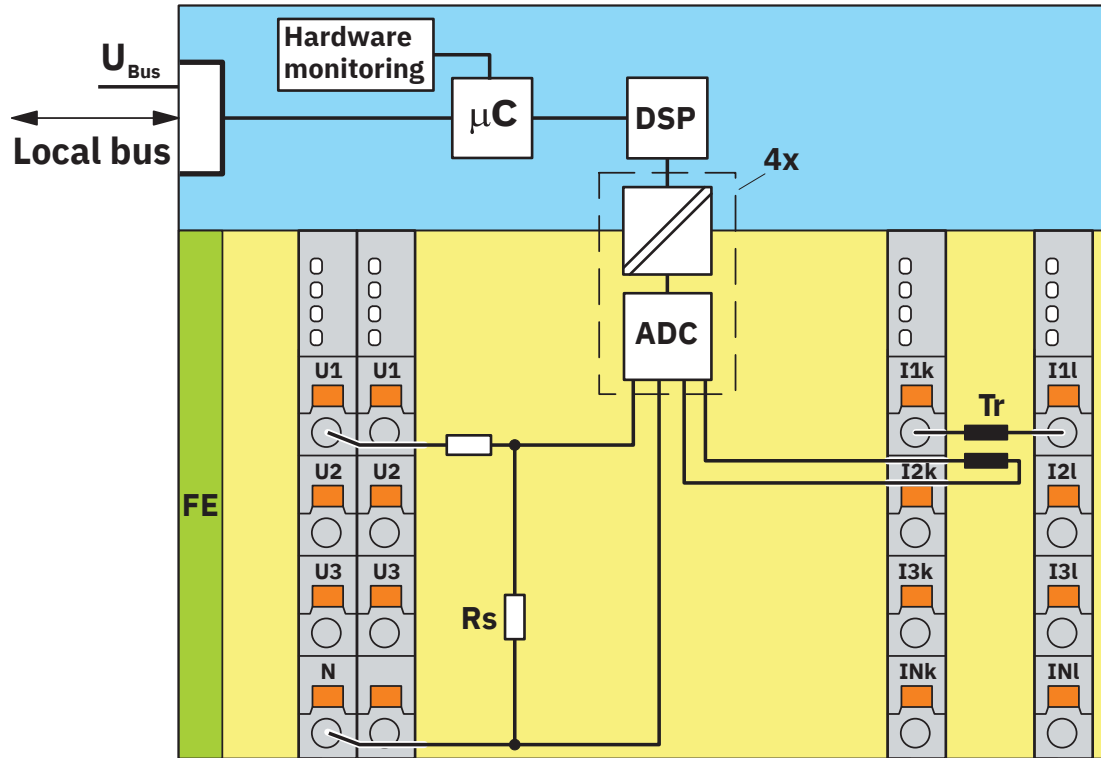 Hardware
monitoring
UBus
Local bus
μC
DSP
4x
ADC
FE
U1 U1
U2 U2
U3 U3
N
Rs
Tr
I1k I1l
I2k I2l
I3k I3l
INk INl